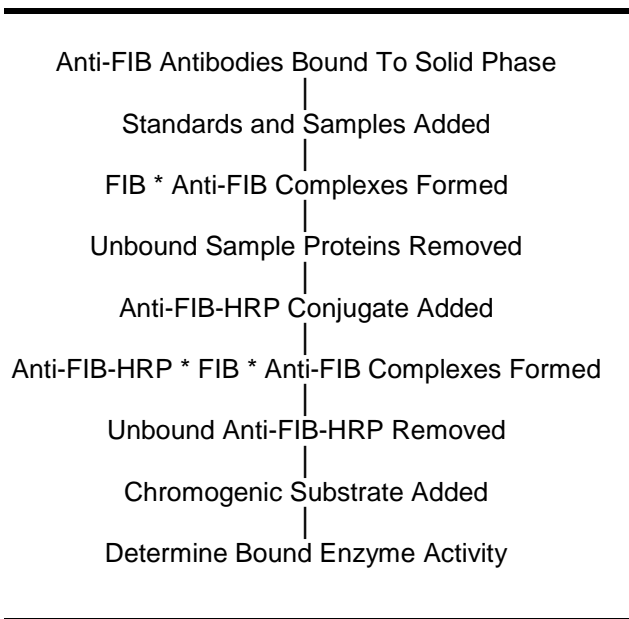 Anti-FIB Antibodies Bound To Solid Phase
Standards and Samples Added
FIB * Anti-FIB Complexes Formed
Unbound Sample Proteins Removed
Anti-FIB-HRP Conjugate Added
Anti-FIB-HRP * FIB * Anti-FIB Complexes Formed
Unbound Anti-FIB-HRP Removed
Chromogenic Substrate Added
Determine Bound Enzyme Activity